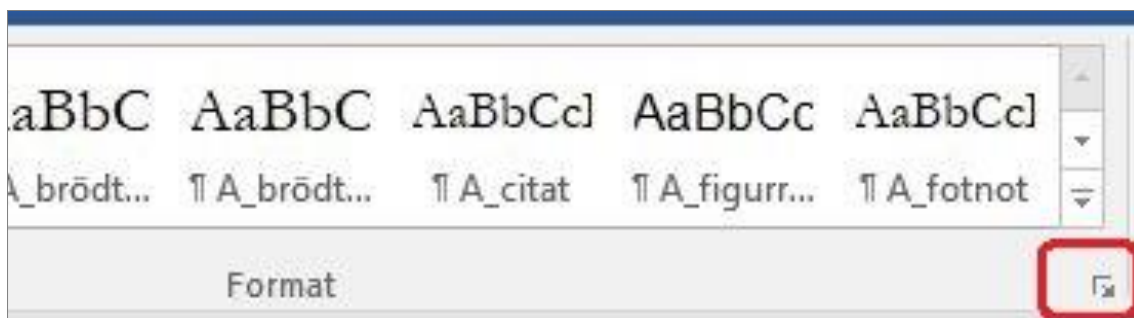 aBbC AaBbC AaBbCcl AaBbCc AaBbCcl
A_brödt... ¶ A_brödt... ¶ A_citat ¶ A_figurr... ¶ A_fotnot
Format